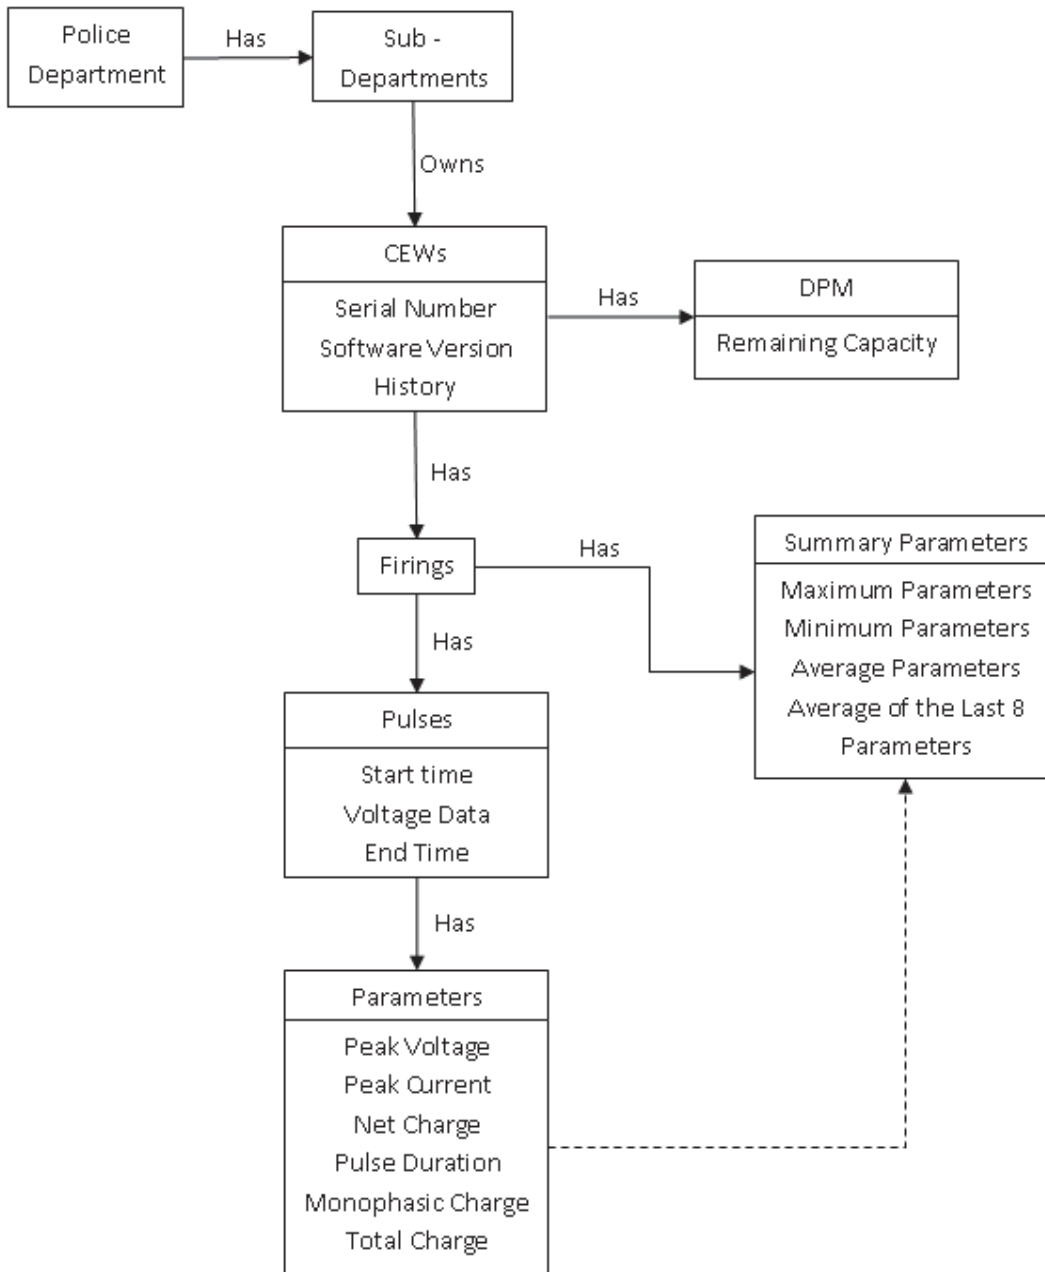 Police
Department
Has
Sub -
Departments
Owns
CEWs
Serial Number
Software Version
History
Has
DPM
Remaining Capacity
Has
Firings
Has
Summary Parameters
Maximum Parameters
Minimum Parameters
Average Parameters
Average of the Last 8
Parameters
Has
Pulses
Start time
Voltage Data
End Time
Has
Parameters
Peak Voltage
Peak Current
Net Charge
Pulse Duration
Monophasic Charge
Total Charge